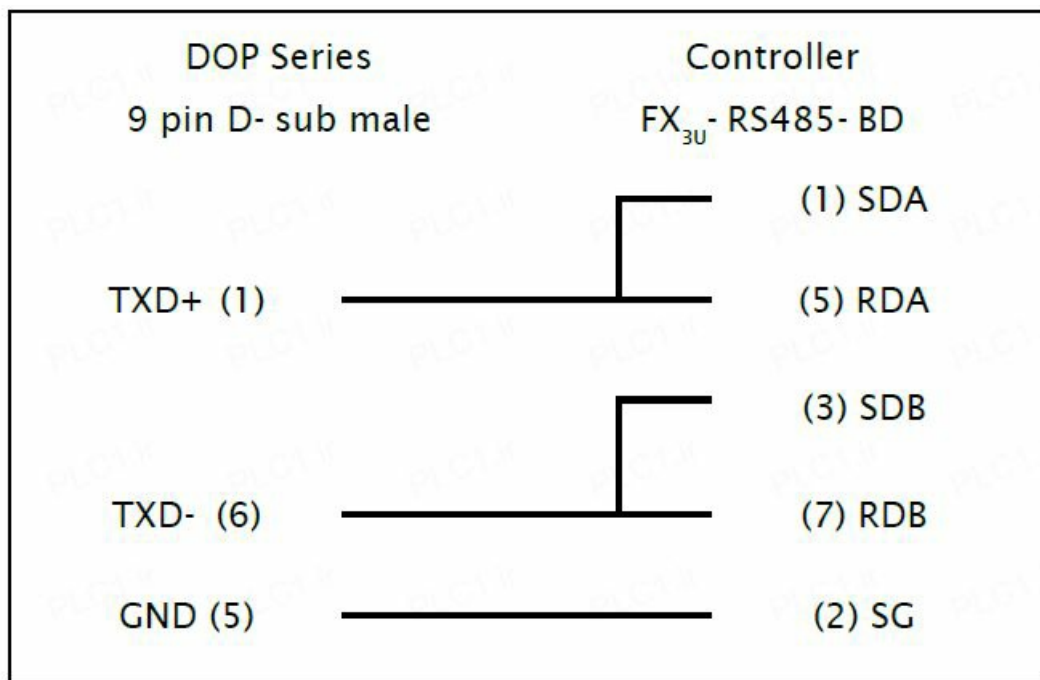 DOP Series Controller
9 pin D- sub male FX3U- RS485- BD
(1) SDA
TXD+ (1) (5) RDA
(3) SDB
TXD- (6) (7) RDB
GND (5) (2) SG